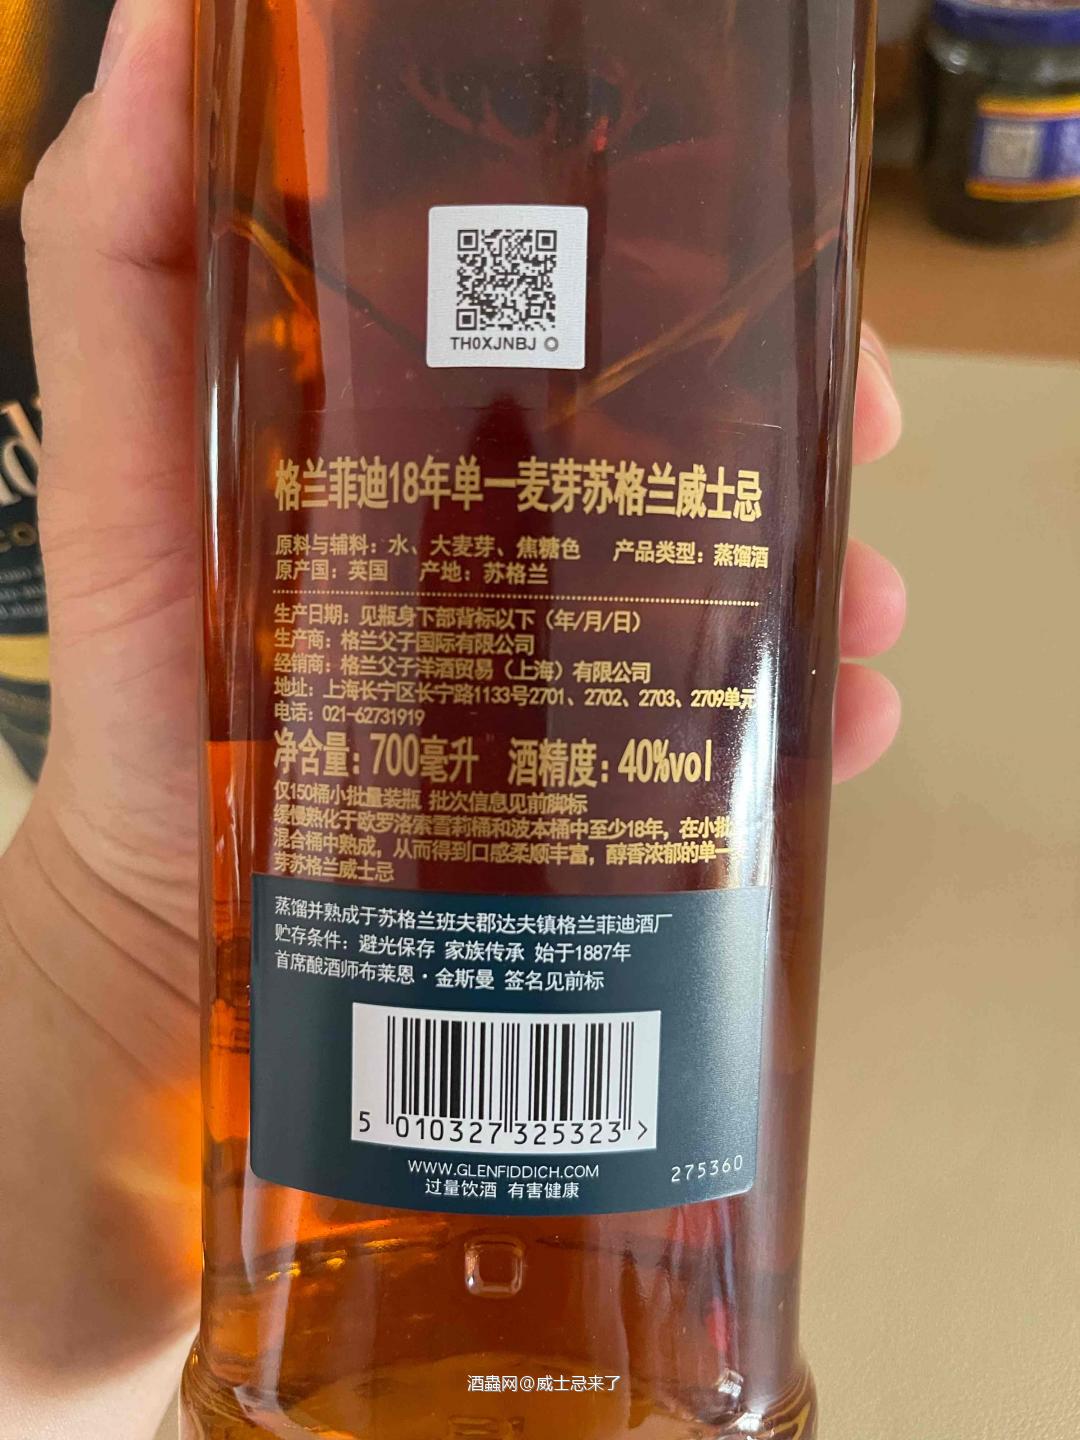 TH0XJNBJ
格兰菲迪18年单一麦芽苏格兰威士忌
原料与辅料：水、大麦芽、焦糖色 产品类型：蒸馏酒
原产国：英国 产地：苏格兰
生产日期：见瓶身下部背标以下（年/月/日）
生产商：格兰父子国际有限公司
经销商：格兰父子洋酒贸易（上海）有限公司
地址：上海长宁区长宁路1133号2701、2702、2703、2709单元
电话：021-62731919
净含量：700毫升 酒精度：40%vol
仅150桶小批量装瓶 批次信息见前脚标
缓慢熟化于欧罗洛索雪莉桶和波本桶中至少18年，在小批
混合桶中熟成，从而得到口感柔顺丰富，醇香浓郁的单一
芽苏格兰威士忌
蒸馏并熟成于苏格兰班夫郡达夫镇格兰菲迪酒厂
贮存条件：避光保存 家族传承 始于1887年
首席酿酒师布莱恩·金斯曼 签名见前标
5 010327 325323 >
WWW.GLENFIDDICH.COM
275360
过量饮酒 有害健康
酒蟲网@威士忌来了